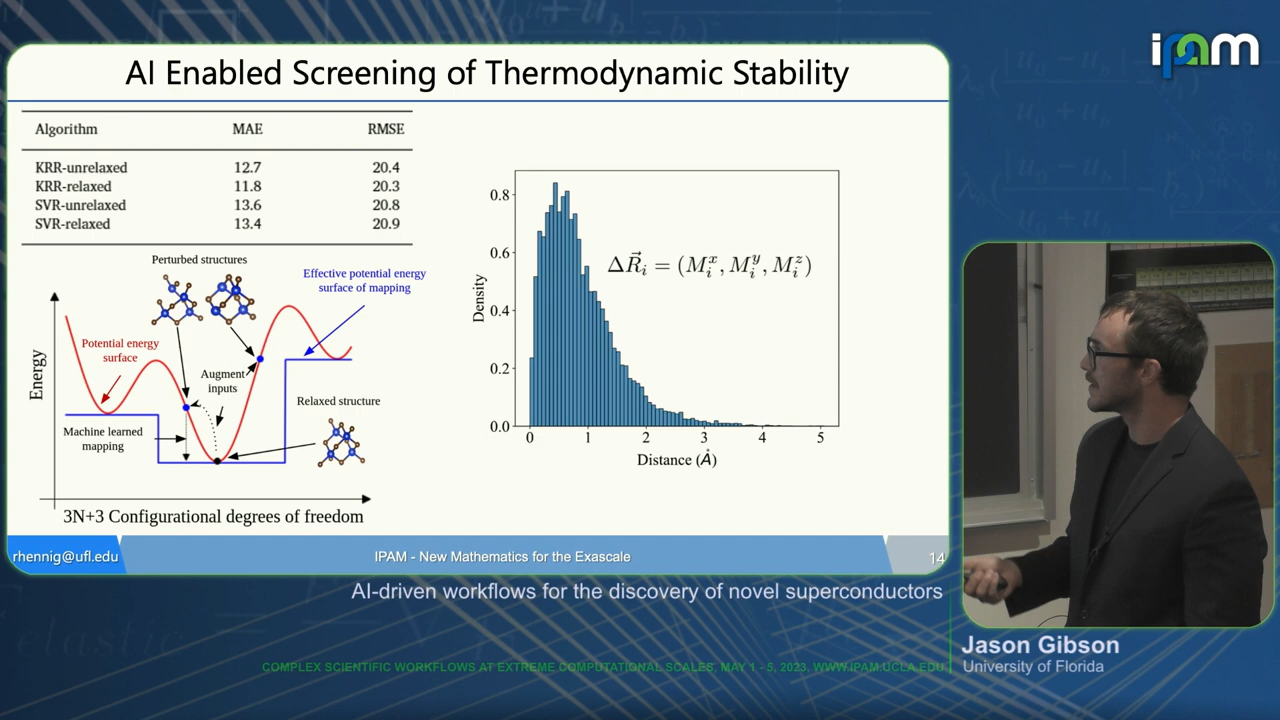 ipam
AI Enabled Screening of Thermodynamic Stability
Algorithm MAE RMSE
KRR-unrelaxed 12.7 20.4
KRR-relaxed 11.8 20.3
SVR-unrelaxed 13.6 20.8
SVR-relaxed 13.4 20.9
Perturbed structures
Effective potential energy
surface of mapping
Potential energy
surface
Augment
inputs
Relaxed structure
Machine learned
mapping
Energy
3N+3 Configurational degrees of freedom
0.8
0.6
0.4
0.2
0.0
Density
ΔR⃗ᵢ = (Mᵢˣ, Mᵢʸ, Mᵢᶻ)
0 1 2 3 4 5
Distance (Å)
rhennig@ufl.edu
IPAM - New Mathematics for the Exascale
14
AI-driven workflows for the discovery of novel superconductors
Jason Gibson
University of Florida
COMPLEX SCIENTIFIC WORKFLOWS AT EXTREME COMPUTATIONAL SCALES, MAY 1 - 5, 2023, WWW.IPAM.UCLA.EDU